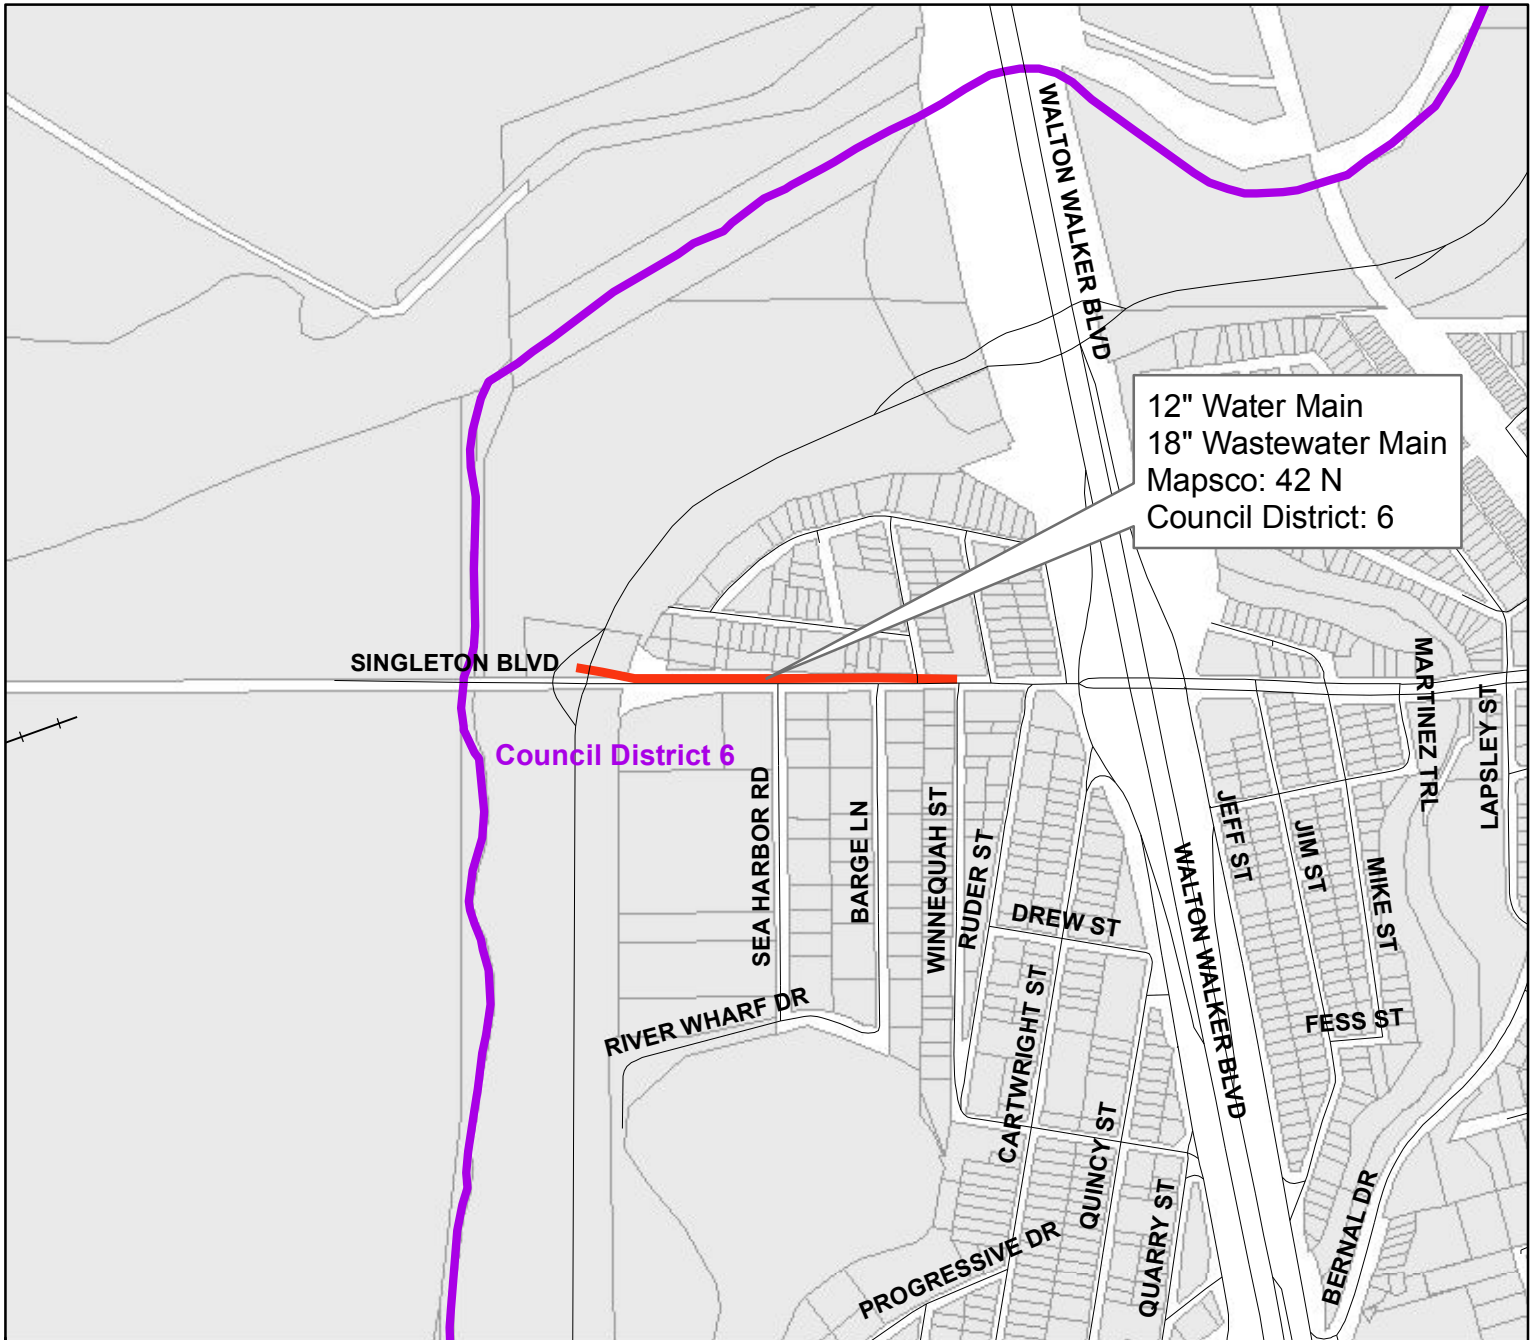 WALTON WALKER BLVD
12" Water Main
18" Wastewater Main
Mapsco: 42 N
Council District: 6
SINGLETON BLVD
MARTINEZ TRL
LAPSLEY ST
Council District 6
SEA HARBOR RD
BARGE LN
WINNEQUAH ST
RUDER ST
JEFF ST
JIM ST
MIKE ST
WALTON WALKER BLVD
DREW ST
CARTWRIGHT ST
RIVER WHARF DR
FESS ST
QUINCY ST
QUARRY ST
BERNAL DR
PROGRESSIVE DR